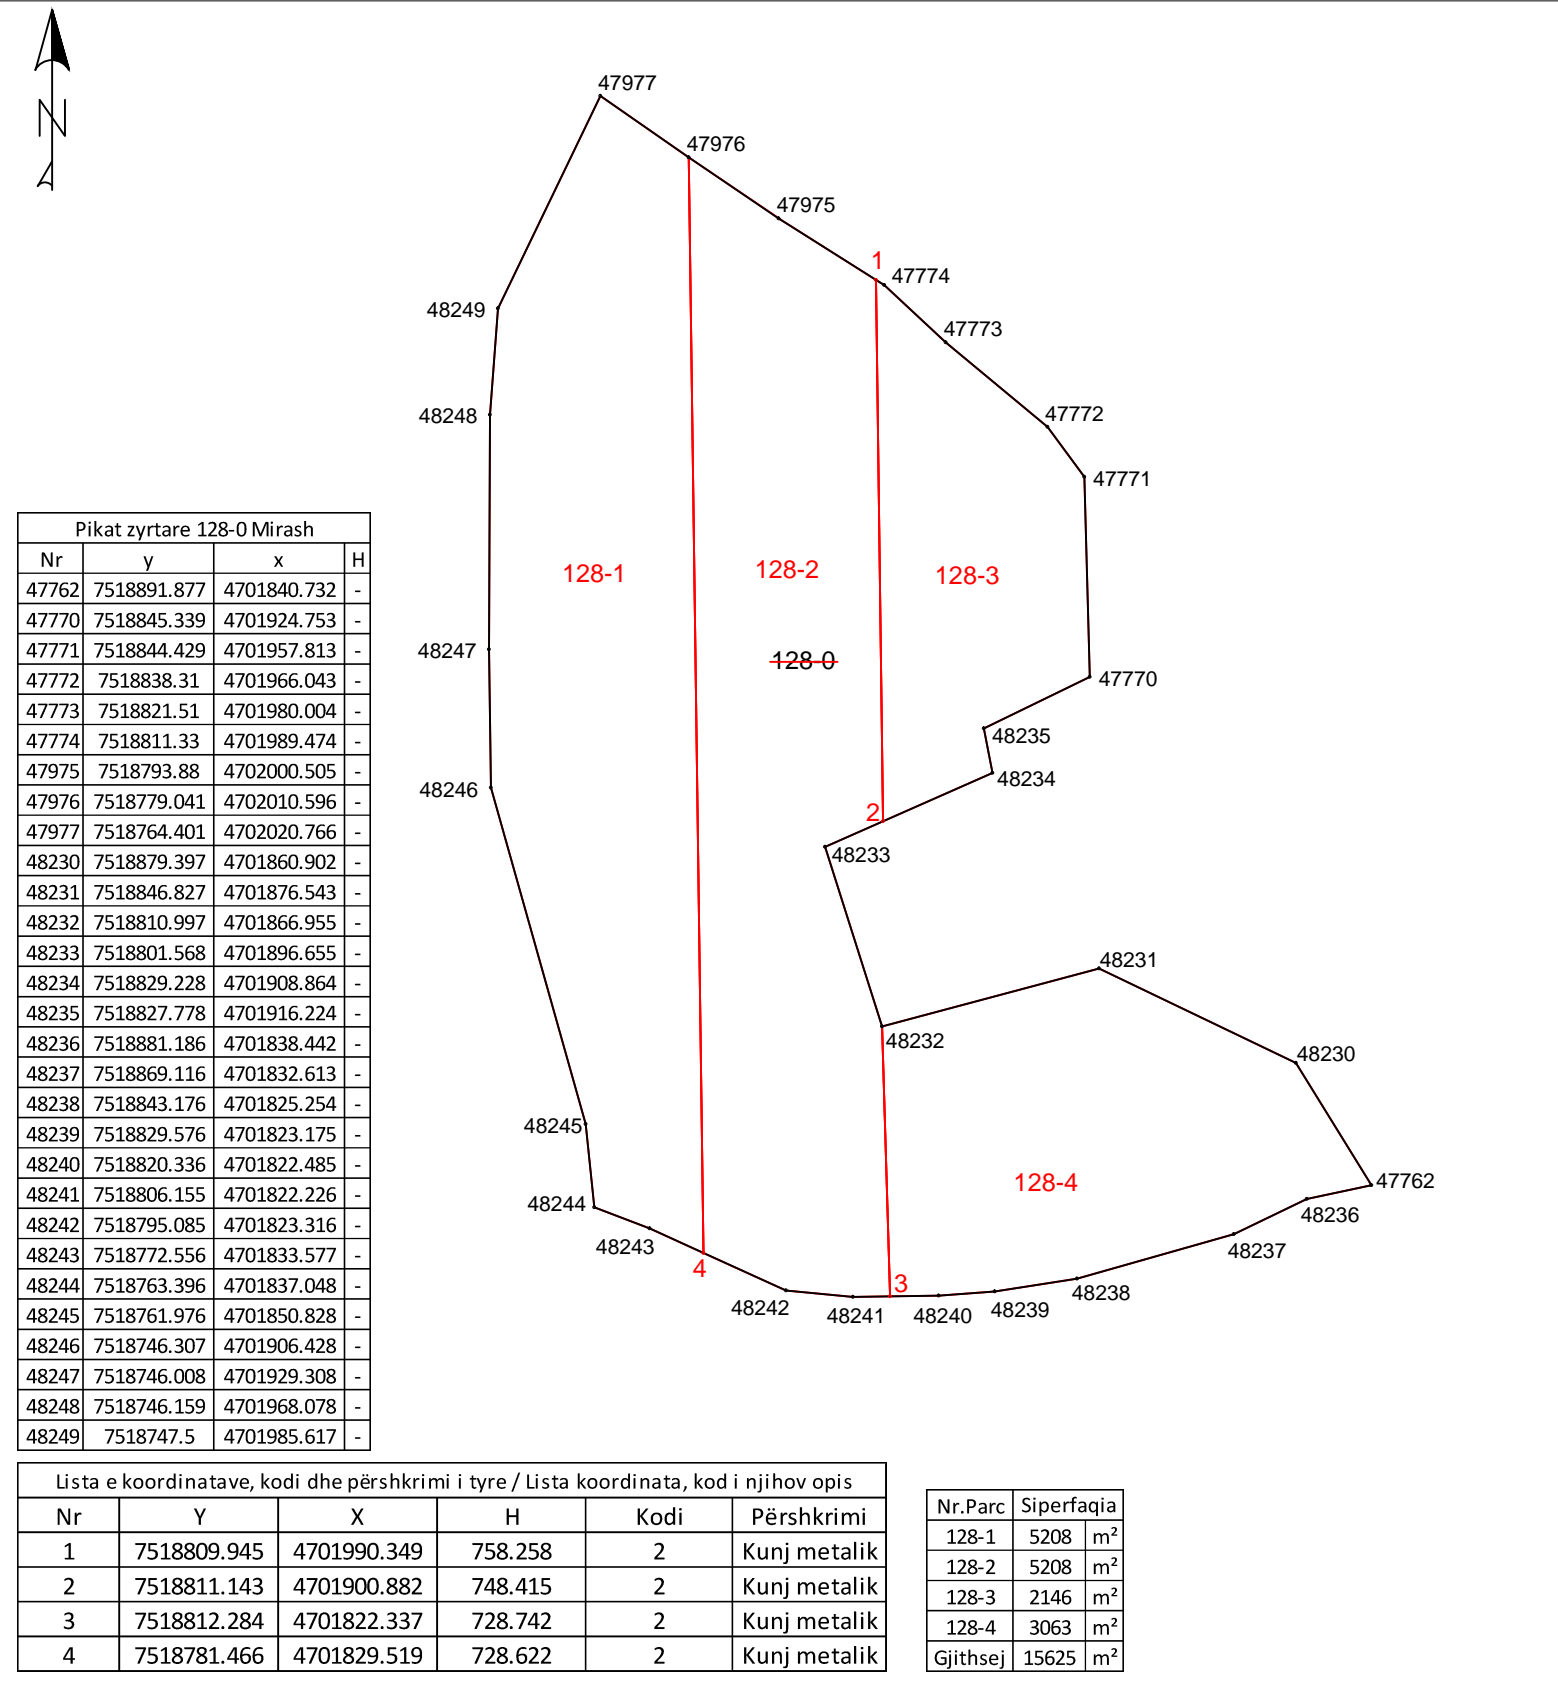 N
47977
47976
47975
1
47774
48249
47773
48248
47772
47771
128-1
128-2
128-3
48247
128-0
47770
48235
48234
48246
2
48233
48231
48232
48230
48245
128-4
47762
48244
48236
48243
48237
4
3
48242
48241
48240
48239
48238
Pikat zyrtare 128-0 Mirash
Nr y x H
47762 7518891.877 4701840.732 -
47770 7518845.339 4701924.753 -
47771 7518844.429 4701957.813 -
47772 7518838.31 4701966.043 -
47773 7518821.51 4701980.004 -
47774 7518811.33 4701989.474 -
47975 7518793.88 4702000.505 -
47976 7518779.041 4702010.596 -
47977 7518764.401 4702020.766 -
48230 7518879.397 4701860.902 -
48231 7518846.827 4701876.543 -
48232 7518810.997 4701866.955 -
48233 7518801.568 4701896.655 -
48234 7518829.228 4701908.864 -
48235 7518827.778 4701916.224 -
48236 7518881.186 4701838.442 -
48237 7518869.116 4701832.613 -
48238 7518843.176 4701825.254 -
48239 7518829.576 4701823.175 -
48240 7518820.336 4701822.485 -
48241 7518806.155 4701822.226 -
48242 7518795.085 4701823.316 -
48243 7518772.556 4701833.577 -
48244 7518763.396 4701837.048 -
48245 7518761.976 4701850.828 -
48246 7518746.307 4701906.428 -
48247 7518746.008 4701929.308 -
48248 7518746.159 4701968.078 -
48249 7518747.5 4701985.617 -
Lista e koordinatave, kodi dhe përshkrimi i tyre / Lista koordinata, kod i njihov opis
Nr Y X H Kodi Përshkrimi
1 7518809.945 4701990.349 758.258 2 Kunj metalik
2 7518811.143 4701900.882 748.415 2 Kunj metalik
3 7518812.284 4701822.337 728.742 2 Kunj metalik
4 7518781.466 4701829.519 728.622 2 Kunj metalik
Nr.Parc Siperfaqia
128-1 5208 m²
128-2 5208 m²
128-3 2146 m²
128-4 3063 m²
Gjithsej 15625 m²